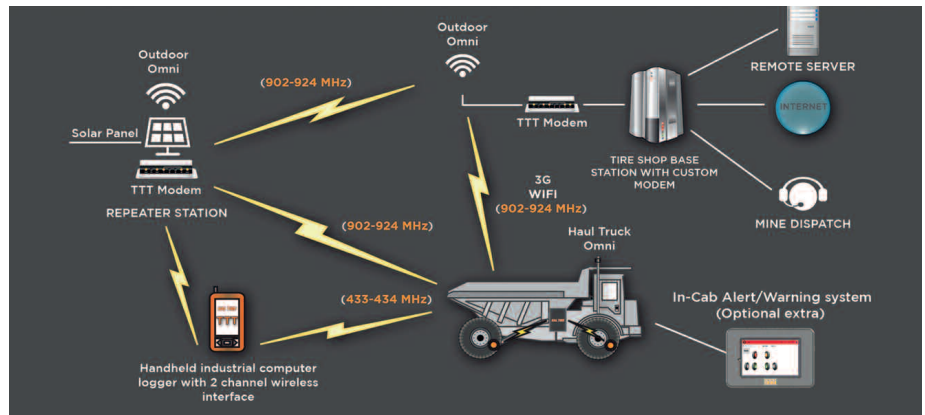 Outdoor
Omni
(902-924 MHz)
Solar Panel
TTT Modem
REPEATER STATION
Outdoor
Omni
TTT Modem
TIRE SHOP BASE
STATION WITH CUSTOM
MODEM
REMOTE SERVER
INTERNET
MINE DISPATCH
3G
WiFi
(902-924 MHz)
(902-924 MHz)
Haul Truck
Omni
(433-434 MHz)
In-Cab Alert/Warning system
(Optional extra)
Handheld industrial computer
logger with 2 channel wireless
interface